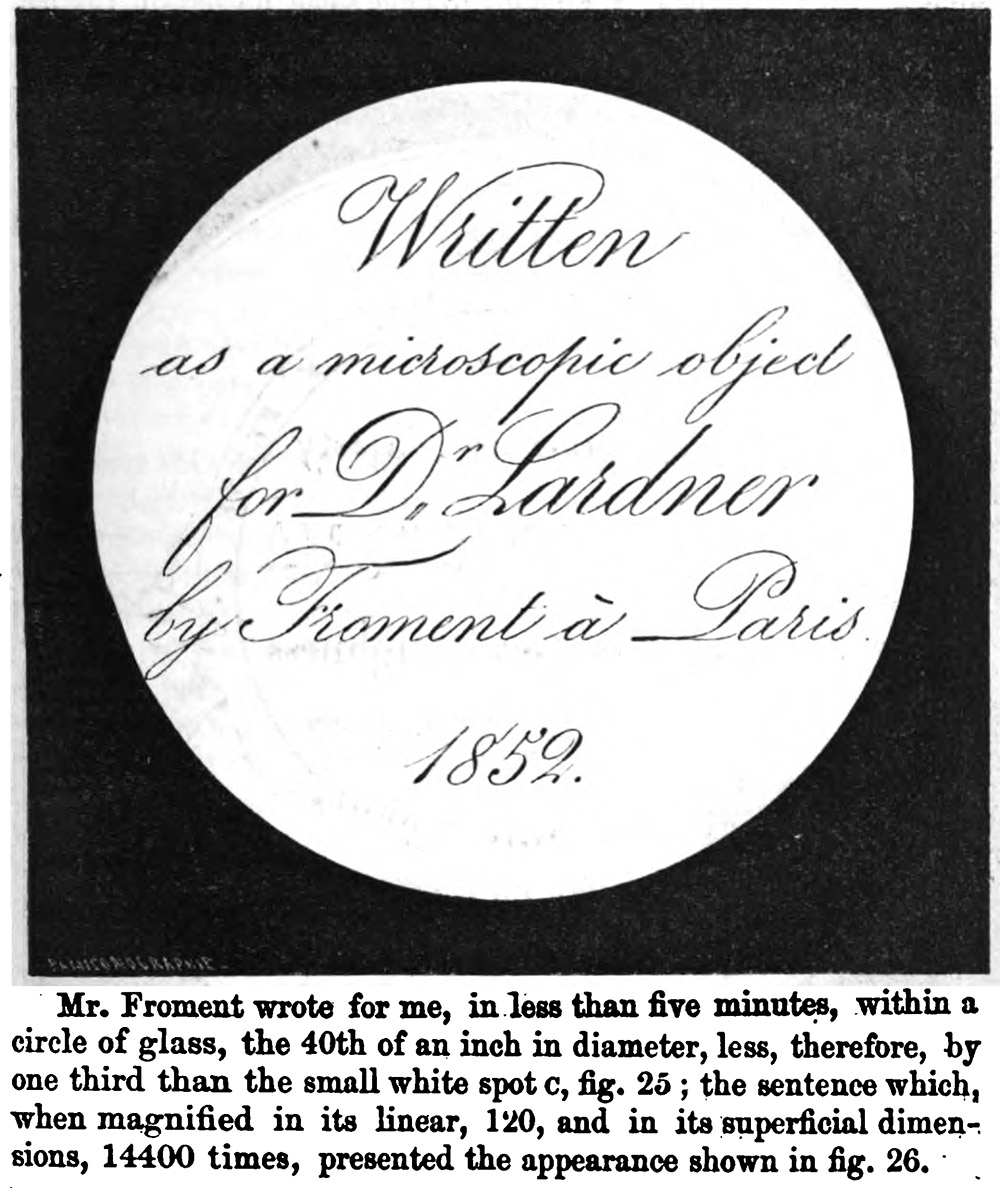 Written
as a microscopic object
for Dr Lardner
by Froment à Paris.
1852.
PANICONOGRAPHIE
Mr. Froment wrote for me, in less than five minutes, within a
circle of glass, the 40th of an inch in diameter, less, therefore, by
one third than the small white spot c, fig. 25 ; the sentence which,
when magnified in its linear, 120, and in its superficial dimen-
sions, 14400 times, presented the appearance shown in fig. 26.